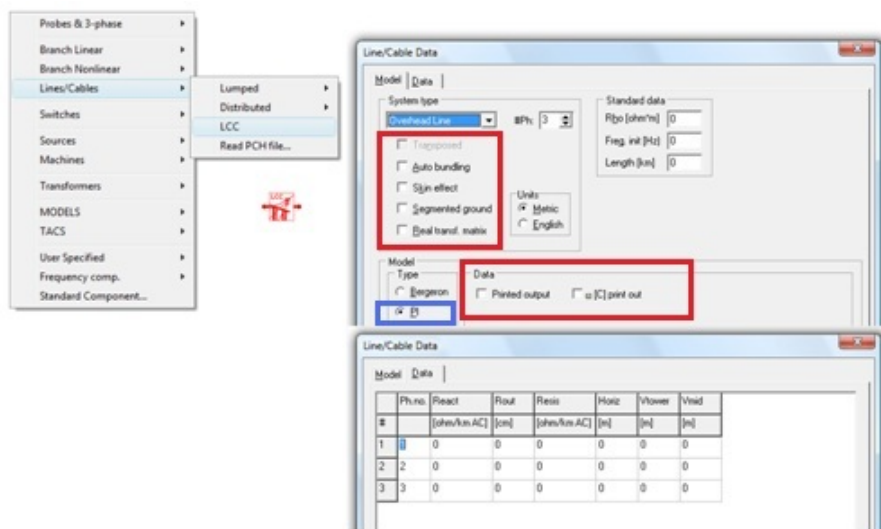 Probes & 3-phase
Branch Linear
Branch Nonlinear
Lines/Cables
Switches
Sources
Machines
Transformers
MODELS
TACS
User Specified
Frequency comp.
Standard Component...
Lumped
Distributed
LCC
Read PCH file...
LCC
Line/Cable Data
Model Data
System type
Overhead Line #Ph: 3
Transposed
Auto bundling
Skin effect
Segmented ground
Real transf. matrix
Units
Metric
English
Standard data
Rho [ohm*m] 0
Freq. init [Hz] 0
Length [km] 0
Model
Type
Bergeron
PI
Data
Printed output
[C] print out
Line/Cable Data
Model Data
Ph.no. React Rout Resis Horiz Vtower Vmid
# [ohm/km AC] [cm] [ohm/km AC] [m] [m] [m]
1 1 0 0 0 0 0 0
2 2 0 0 0 0 0 0
3 3 0 0 0 0 0 0